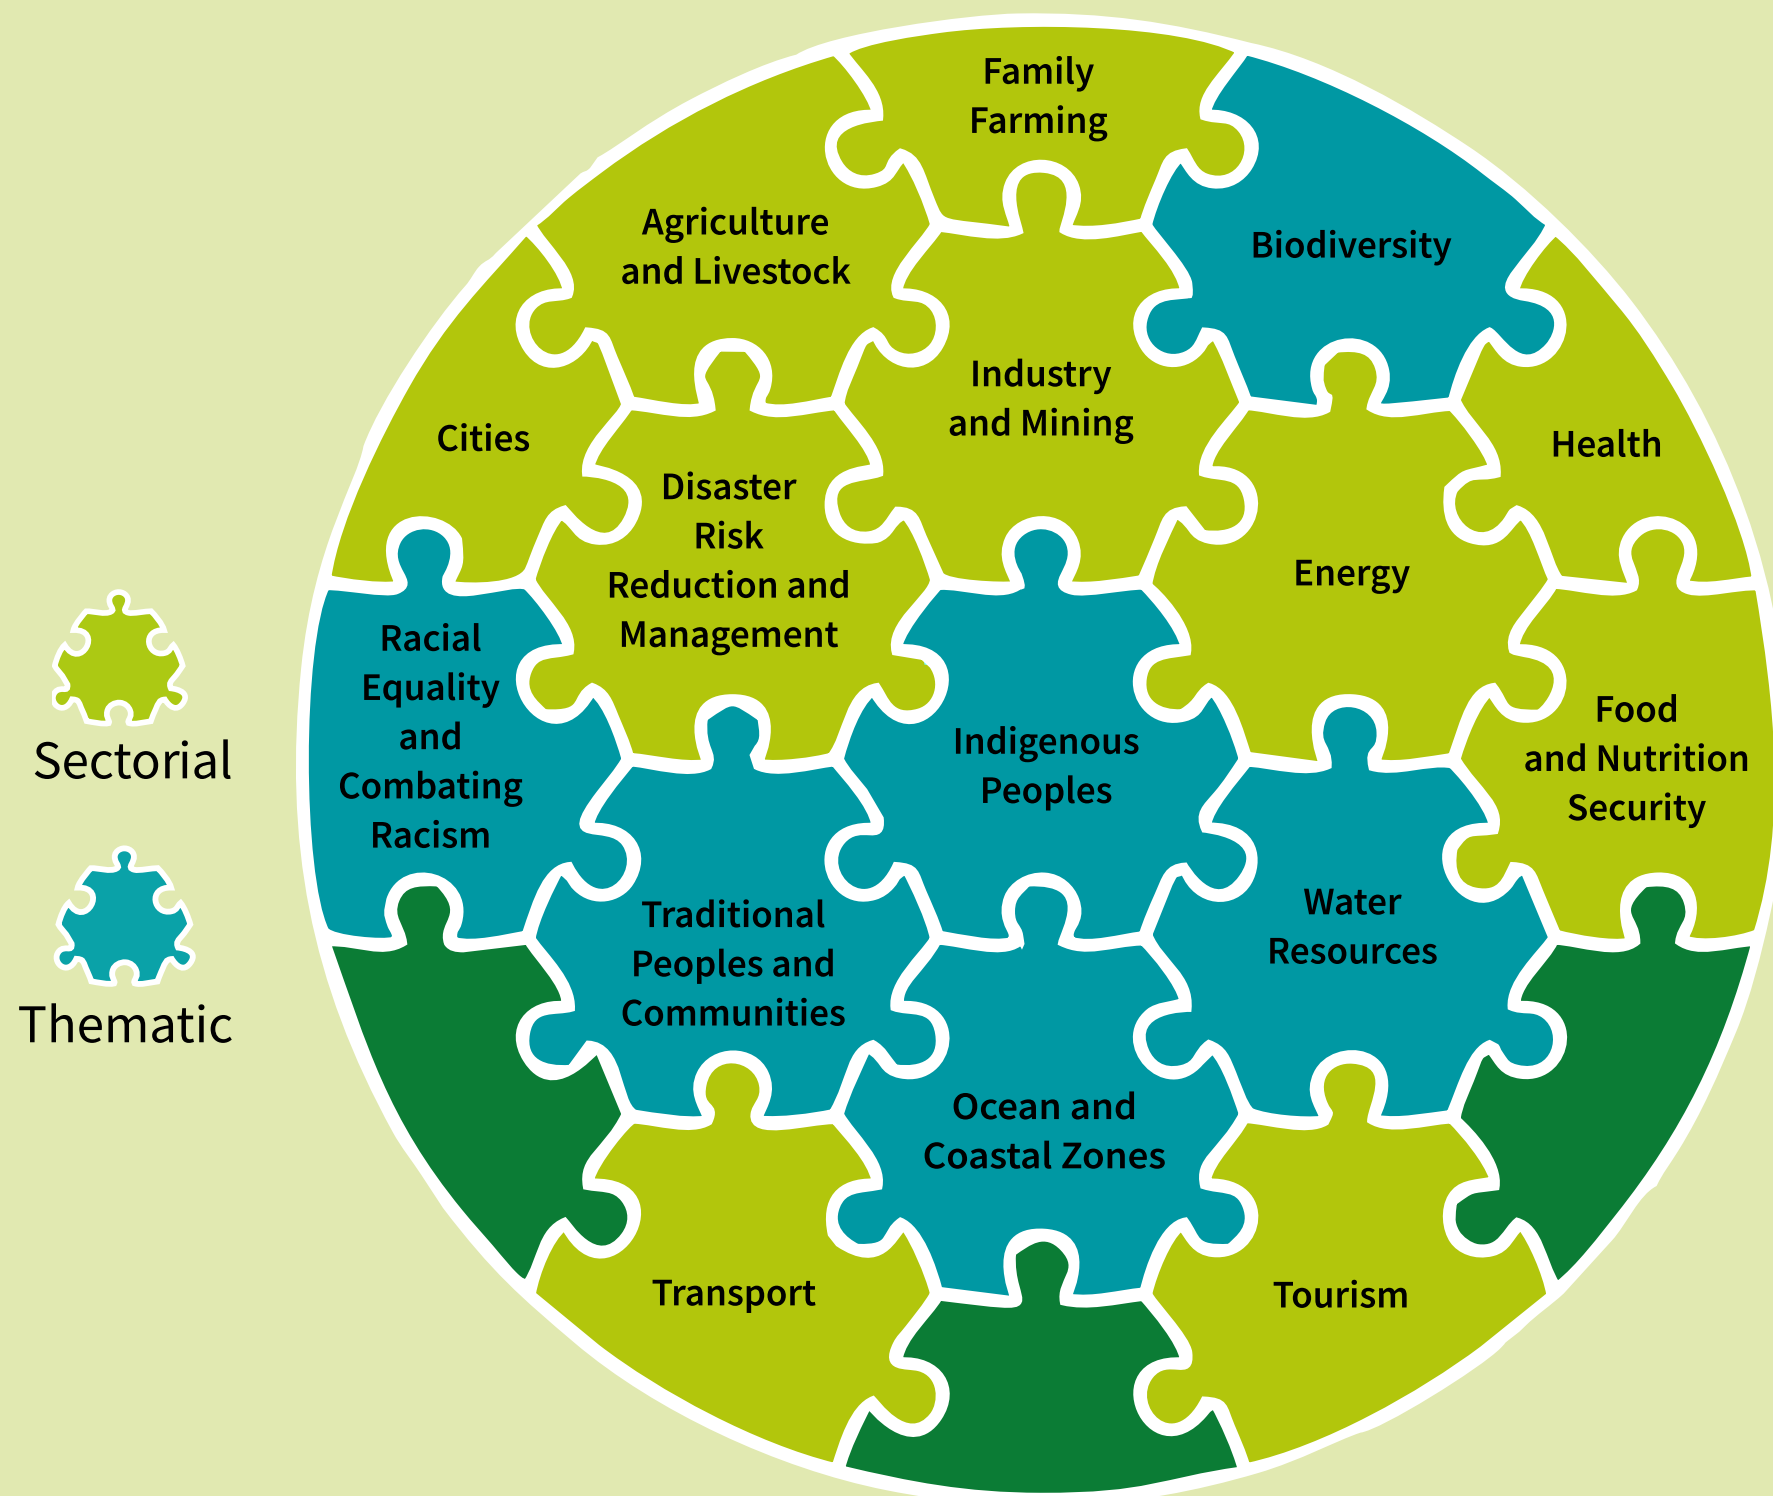 Family
Farming
Agriculture
and Livestock
Biodiversity
Industry
and Mining
Cities
Health
Disaster
Risk
Reduction and
Management
Energy
Racial
Equality
and
Combating
Racism
Indigenous
Peoples
Food
and Nutrition
Security
Sectorial
Traditional
Peoples and
Communities
Water
Resources
Thematic
Ocean and
Coastal Zones
Transport
Tourism